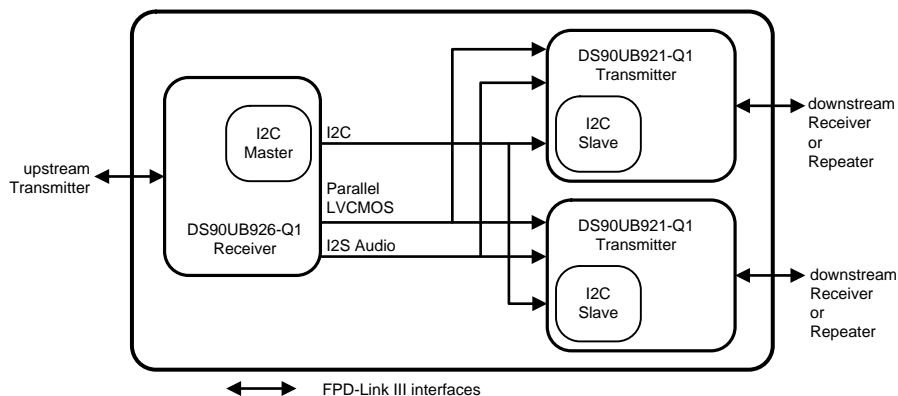 upstream
Transmitter
I2C
Master
DS90UB926-Q1
Receiver
I2C
Parallel
LVCMOS
I2S Audio
DS90UB921-Q1
Transmitter
I2C
Slave
downstream
Receiver
or
Repeater
DS90UB921-Q1
Transmitter
I2C
Slave
downstream
Receiver
or
Repeater
FPD-Link III interfaces